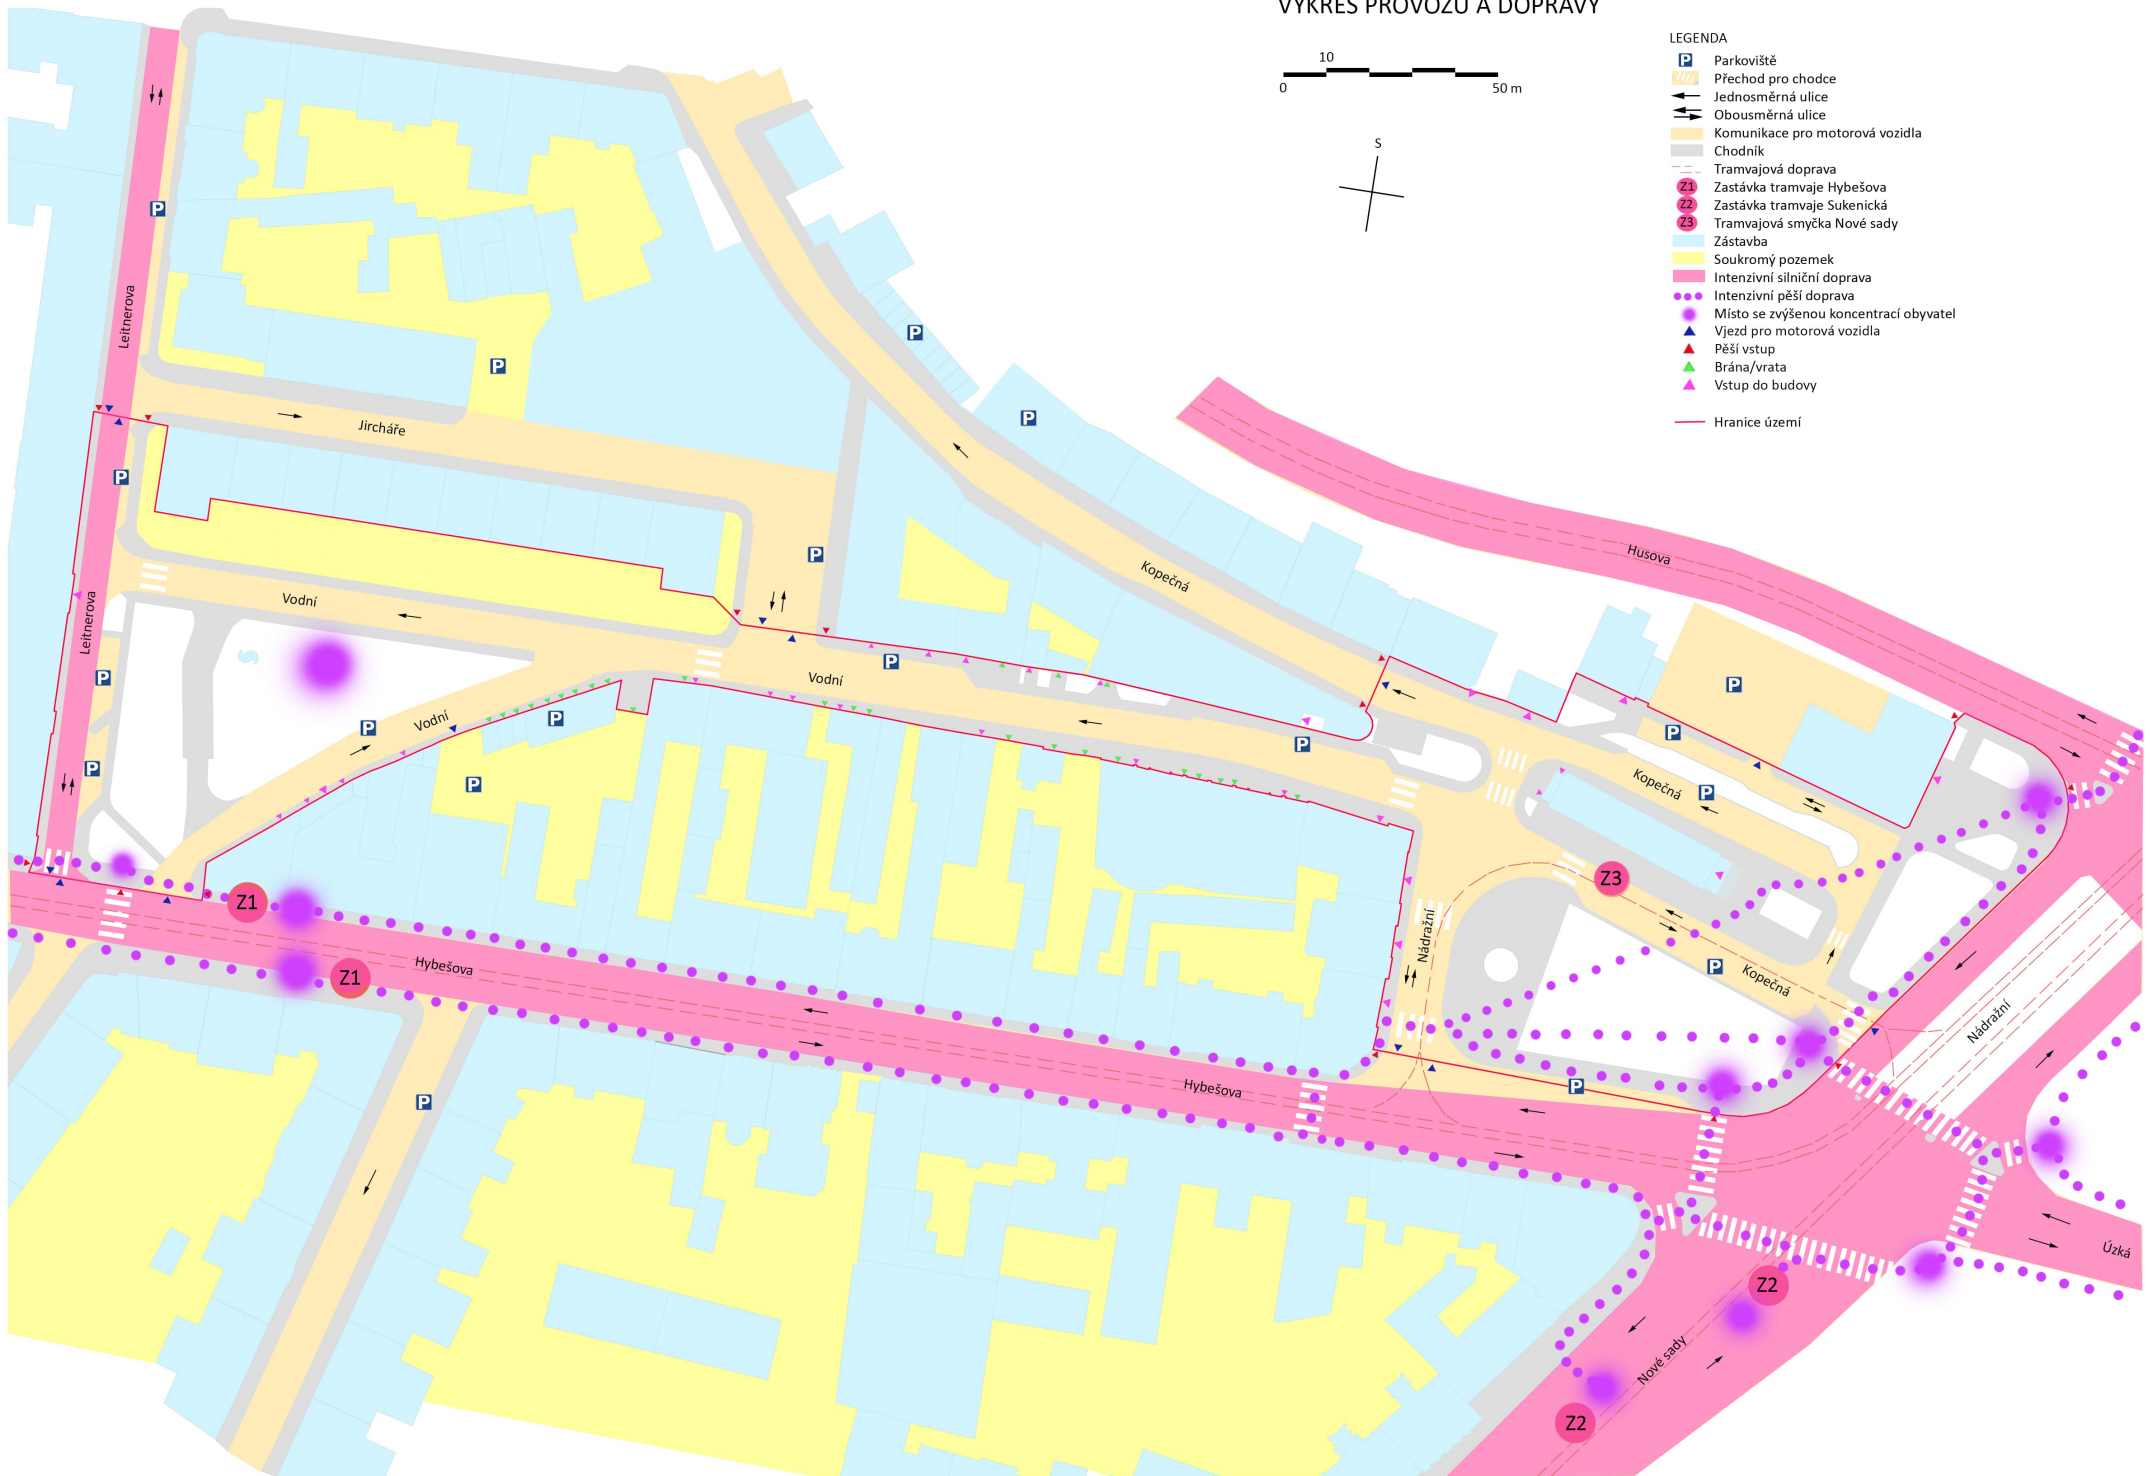 VÝKRES PROVOZU A DOPRAVY
10
0
50 m
S
LEGENDA
P Parkoviště
Přechod pro chodce
Jednosměrná ulice
Obousměrná ulice
Komunikace pro motorová vozidla
Chodník
Tramvajová doprava
Z1 Zastávka tramvaje Hybešova
Z2 Zastávka tramvaje Sukenická
Z3 Tramvajová smyčka Nové sady
Zástavba
Soukromý pozemek
Intenzivní silniční doprava
Intenzivní pěší doprava
Místo se zvýšenou koncentrací obyvatel
Vjezd pro motorová vozidla
Pěší vstup
Brána/vrata
Vstup do budovy
Hranice území
P
Leitnerova
P
P
P
Jircháře
P
P
Husova
Kopečná
Vodní
Leitnerova
P
P
Vodní
P
P
P
Vodní
P
P
P
Kopečná
P
P
P
Z3
Z1
Nádražní
Hybešova
Z1
P
Kopečná
Nádražní
P
Hybešova
P
Úzká
Z2
Nové sady
Z2